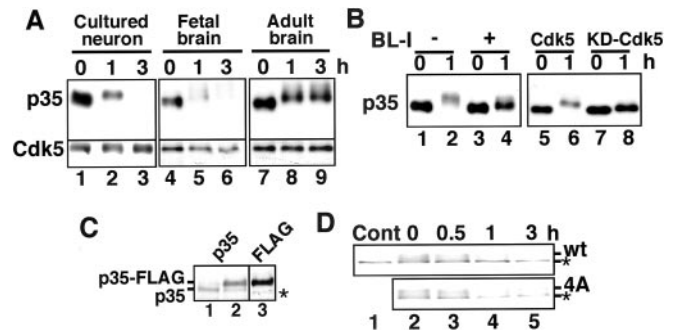 A
Cultured neuron
Fetal brain
Adult brain
0 1 3 0 1 3 0 1 3 h
p35
Cdk5
1 2 3 4 5 6 7 8 9
B
BL-I - + Cdk5 KD-Cdk5
0 1 0 1 0 1 0 1 h
p35
1 2 3 4 5 6 7 8
C
p35 FLAG
p35-FLAG
p35 *
1 2 3
D
Cont 0 0.5 1 3 h
wt
*
4A
*
1 2 3 4 5